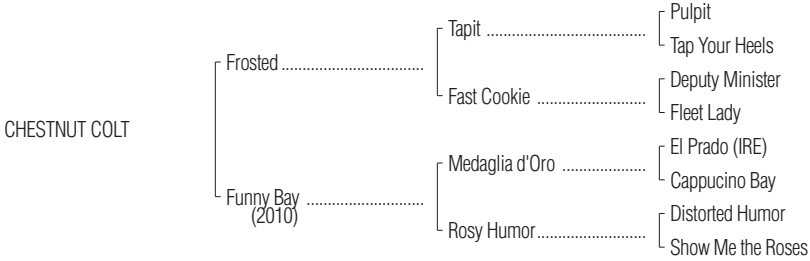 Pulpit
Tapit ......................................
Tap Your Heels
Frosted .................................
Deputy Minister
Fast Cookie ..........................
Fleet Lady
CHESTNUT COLT
El Prado (IRE)
Medaglia d'Oro ....................
Cappucino Bay
Funny Bay ...........................
(2010)
Distorted Humor
Rosy Humor..........................
Show Me the Roses